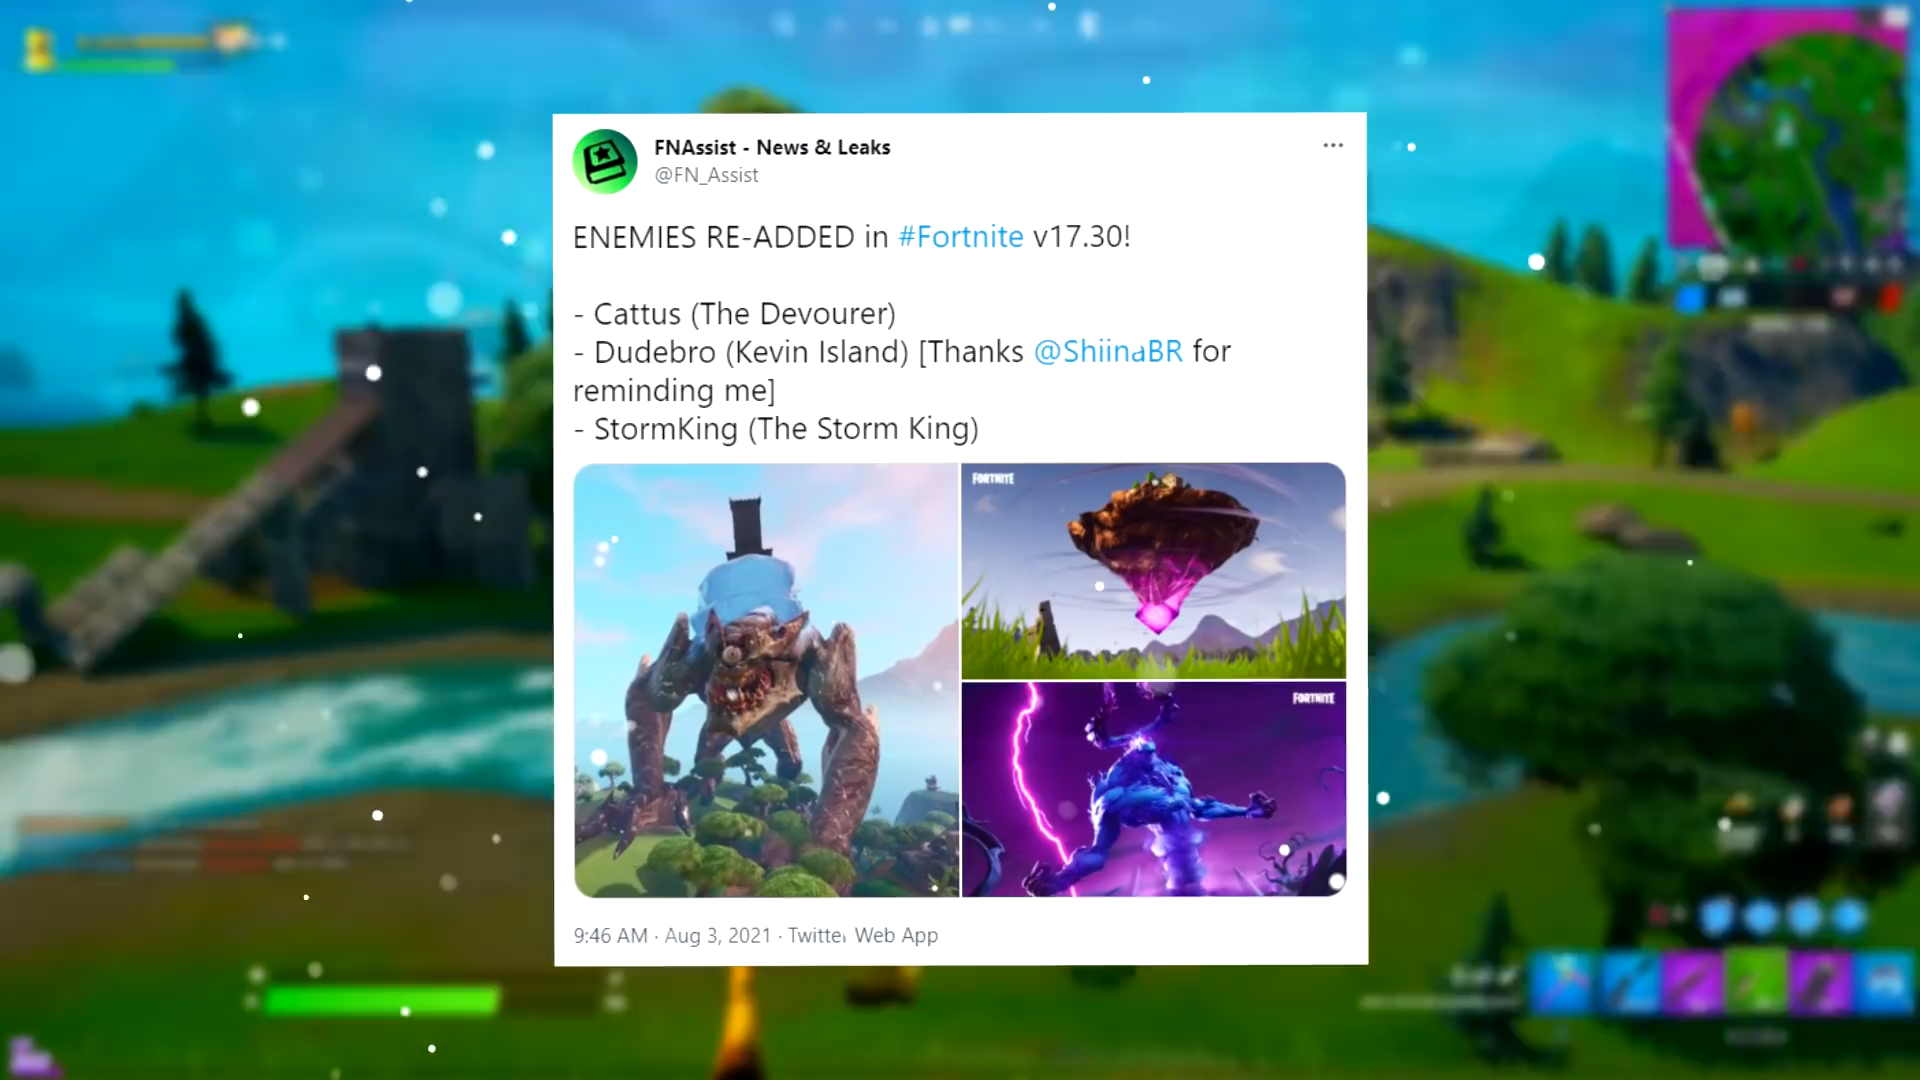 FNAssist - News & Leaks
@FN_Assist
ENEMIES RE-ADDED in #Fortnite v17.30!
- Cattus (The Devourer)
- Dudebro (Kevin Island) [Thanks @ShiinaBR for
reminding me]
- StormKing (The Storm King)
FORTNITE
FORTNITE
9:46 AM · Aug 3, 2021 · Twitter Web App